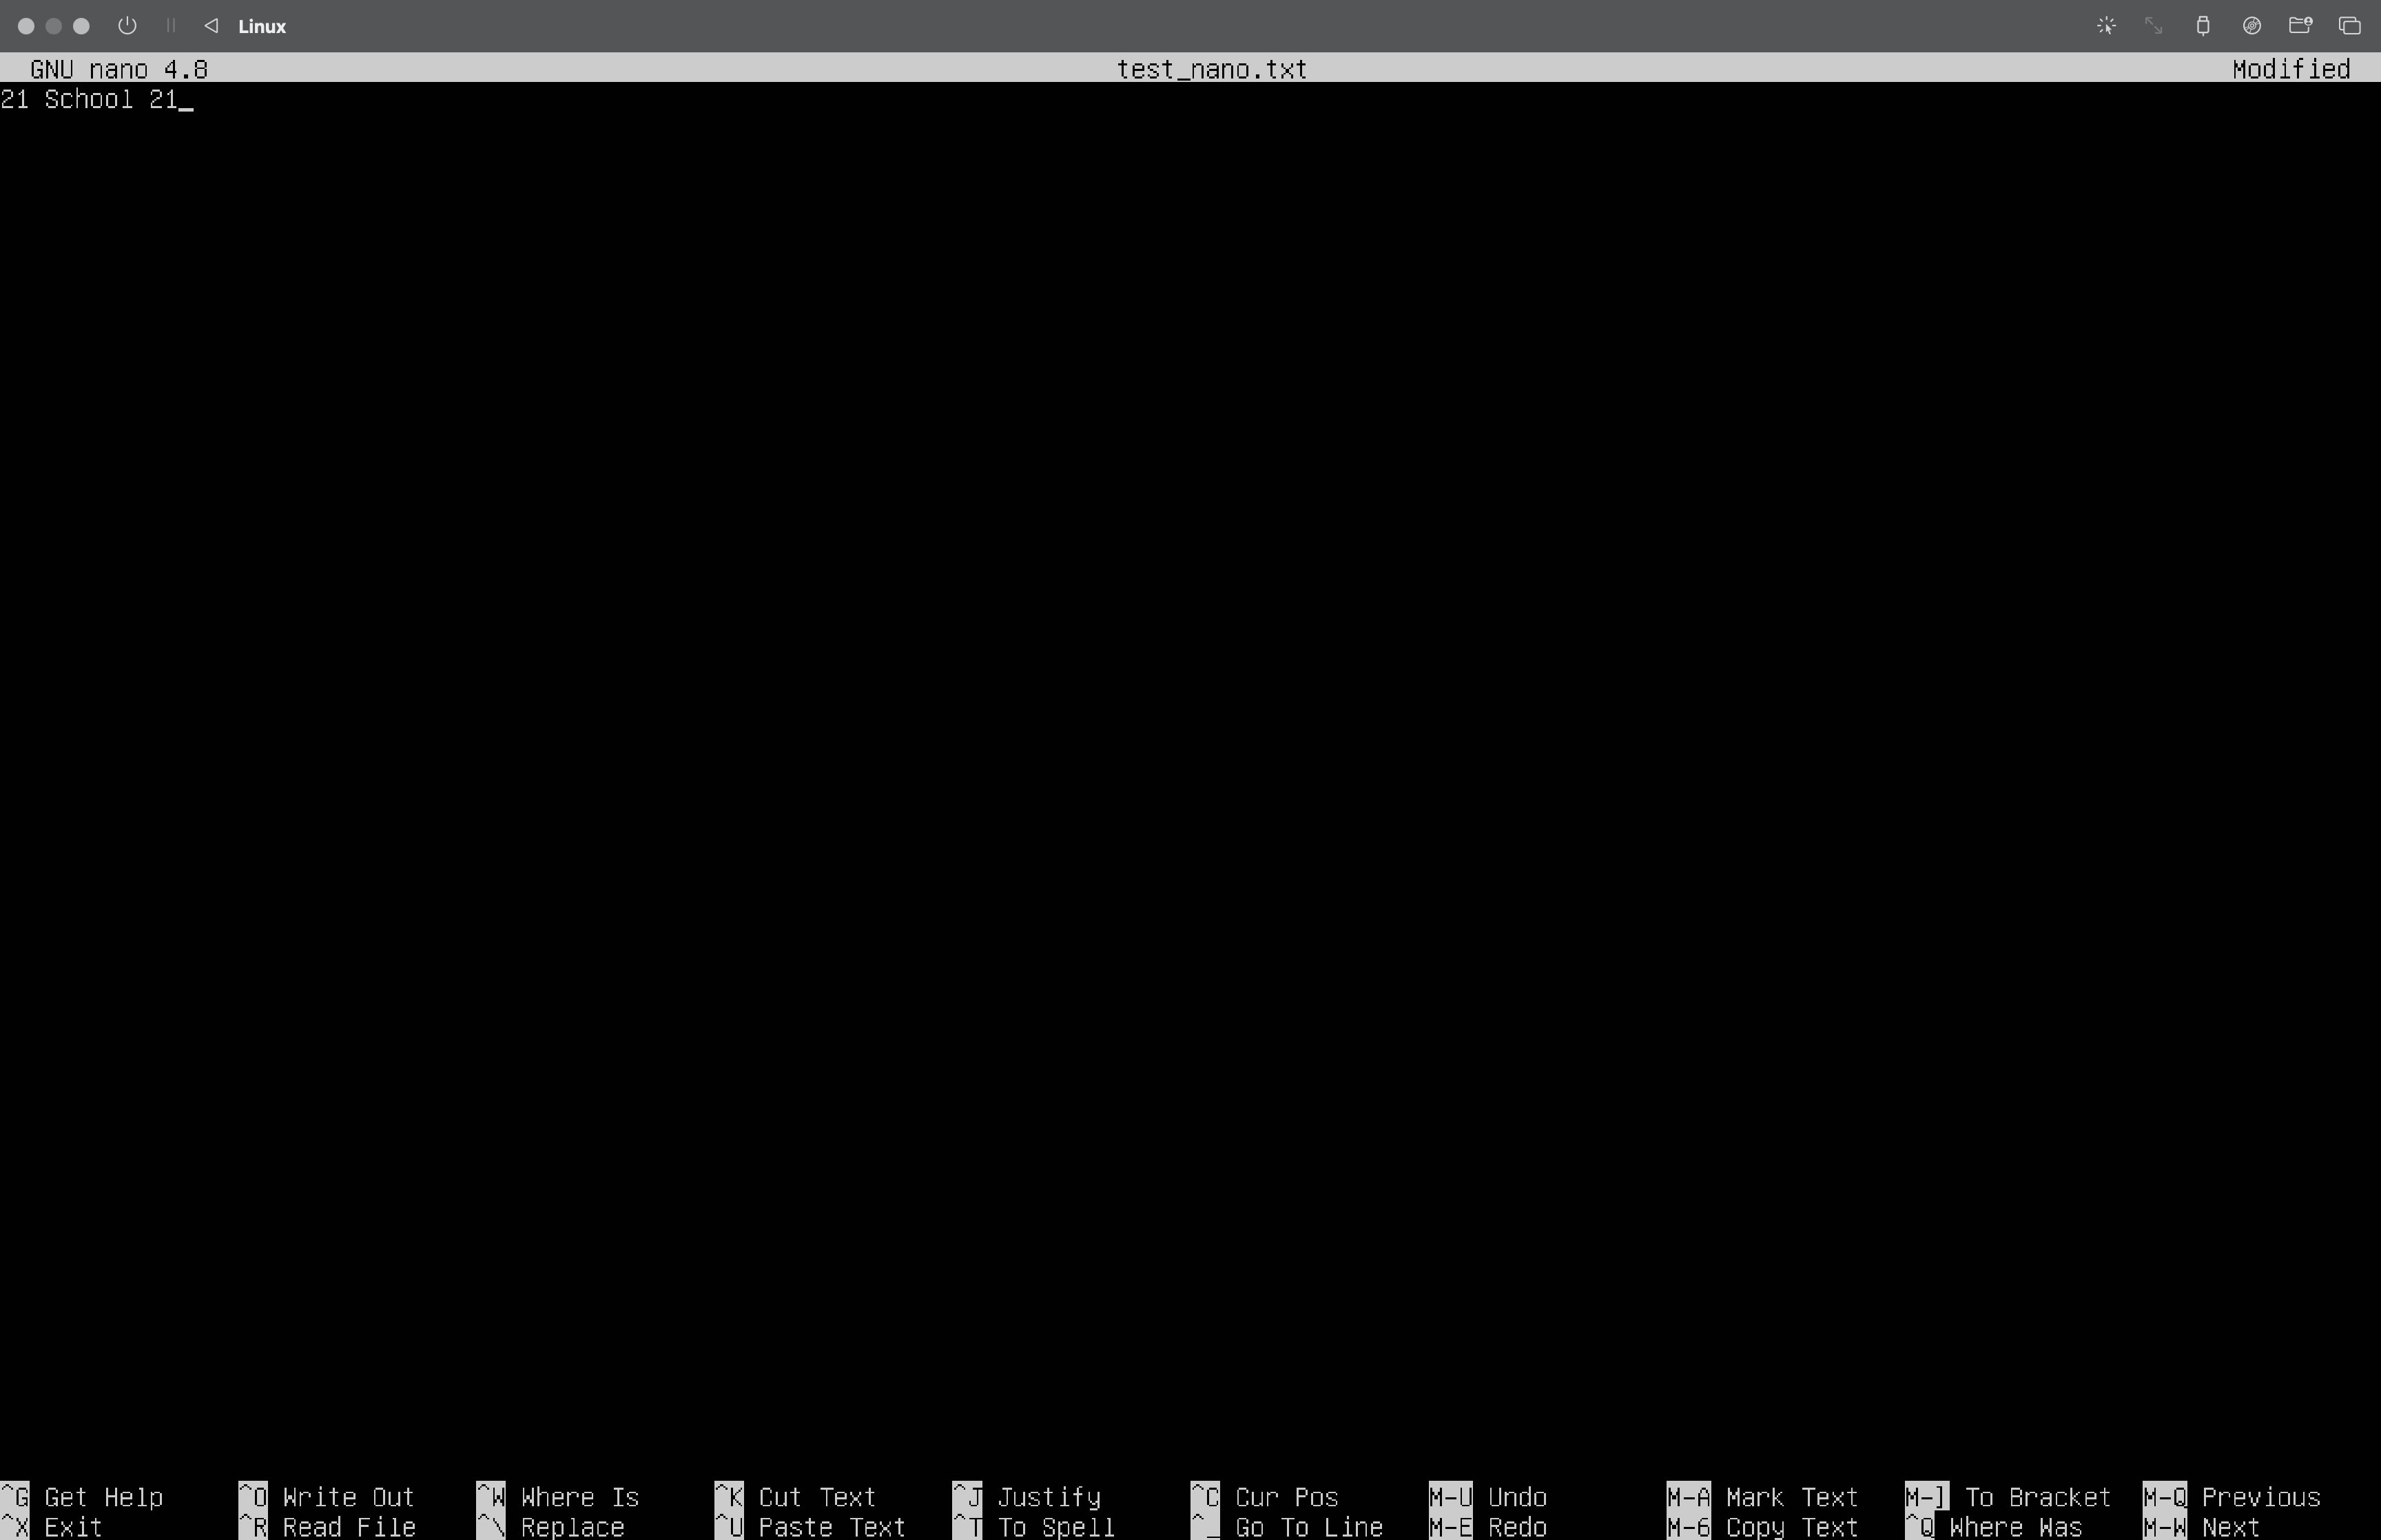 Linux
GNU nano 4.8 test_nano.txt Modified
21 School 21_
^G Get Help ^O Write Out ^W Where Is ^K Cut Text ^J Justify ^C Cur Pos M-U Undo M-A Mark Text M-] To Bracket M-Q Previous
^X Exit ^R Read File ^\ Replace ^U Paste Text ^T To Spell ^_ Go To Line M-E Redo M-6 Copy Text ^Q Where Was M-W Next